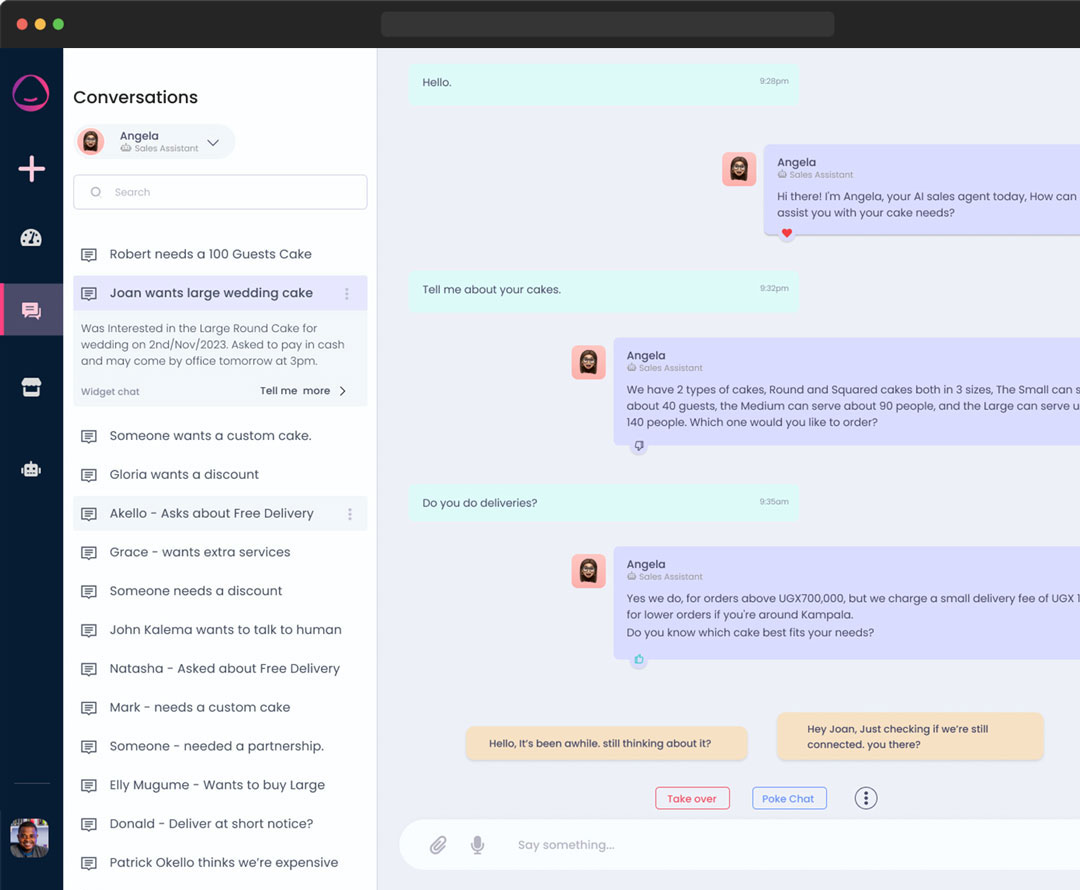 Conversations
Angela
Sales Assistant
Search
Robert needs a 100 Guests Cake
Joan wants large wedding cake
Was Interested in the Large Round Cake for
wedding on 2nd/Nov/2023. Asked to pay in cash
and may come by office tomorrow at 3pm.
Widget chat
Tell me more
Someone wants a custom cake.
Gloria wants a discount
Akello - Asks about Free Delivery
Grace - wants extra services
Someone needs a discount
John Kalema wants to talk to human
Natasha - Asked about Free Delivery
Mark - needs a custom cake
Someone - needed a partnership.
Elly Mugume - Wants to buy Large
Donald - Deliver at short notice?
Patrick Okello thinks we're expensive
Hello.
9:28pm
Angela
Sales Assistant
Hi there! I'm Angela, your AI sales agent today, How can
assist you with your cake needs?
Tell me about your cakes.
9:32pm
Angela
Sales Assistant
We have 2 types of cakes, Round and Squared cakes both in 3 sizes, The Small can s
about 40 guests, the Medium can serve about 90 people, and the Large can serve u
140 people. Which one would you like to order?
Do you do deliveries?
9:35am
Angela
Sales Assistant
Yes we do, for orders above UGX700,000, but we charge a small delivery fee of UGX 1
for lower orders if you're around Kampala.
Do you know which cake best fits your needs?
Hello, It's been awhile. still thinking about it?
Hey Joan, Just checking if we're still
connected. you there?
Take over
Poke Chat
Say something...